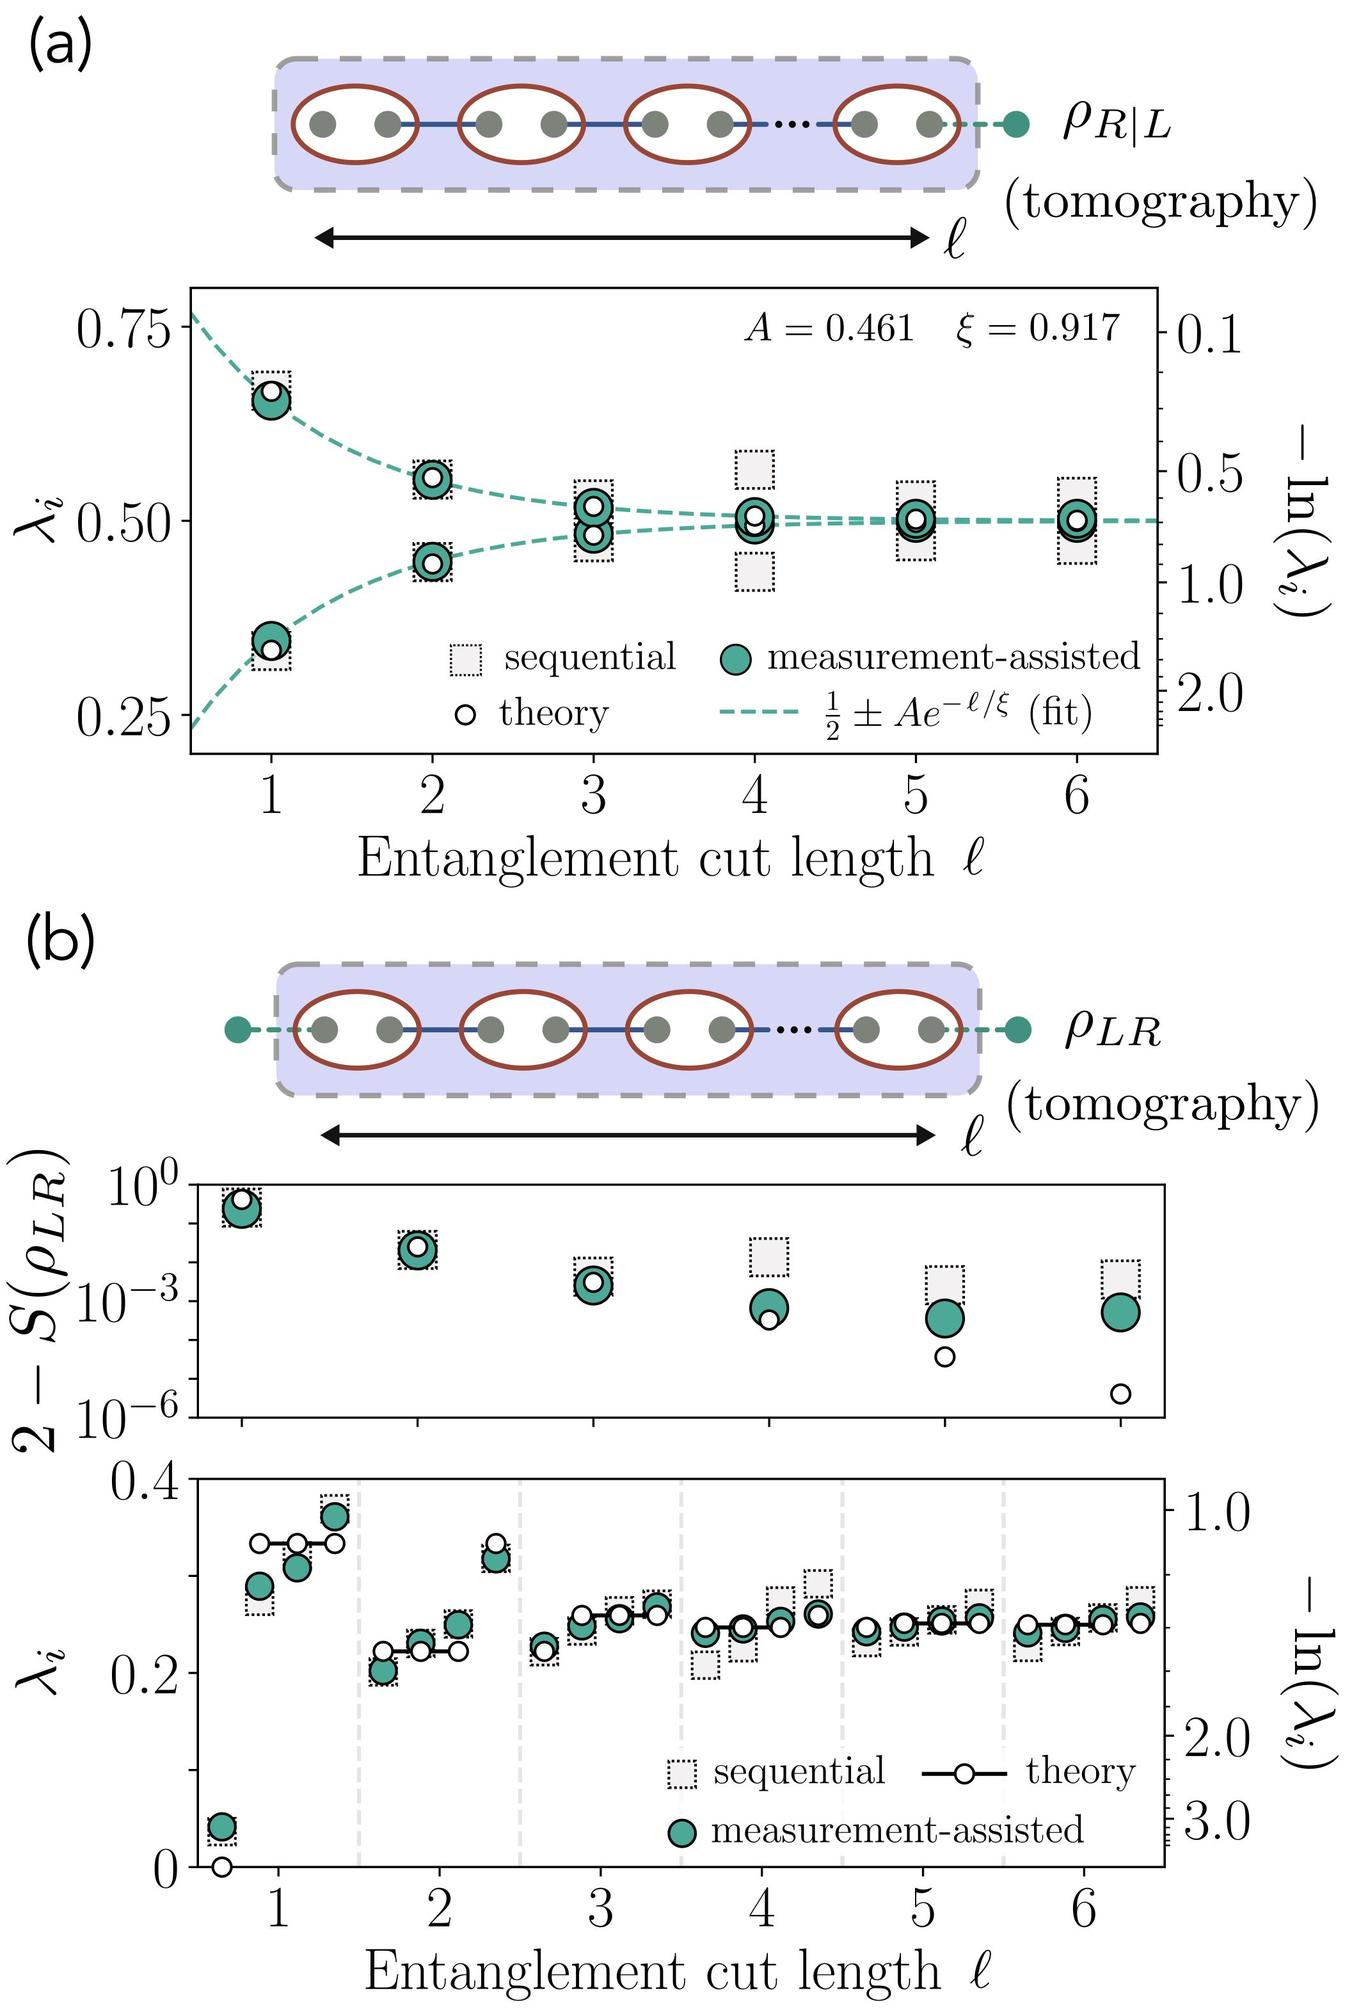 (a)
ρ_{R|L}
(tomography)
ℓ
A = 0.461 ξ = 0.917
0.75
0.50
0.25
λ_i
0.1
0.5
1.0
2.0
−ln(λ_i)
sequential
measurement-assisted
theory
1/2 ± Ae^{−ℓ/ξ} (fit)
1 2 3 4 5 6
Entanglement cut length ℓ
(b)
ρ_{LR}
(tomography)
ℓ
2 − S(ρ_{LR})
10^0
10^{−3}
10^{−6}
0.4
0.2
0
λ_i
1.0
2.0
3.0
−ln(λ_i)
sequential
theory
measurement-assisted
1 2 3 4 5 6
Entanglement cut length ℓ